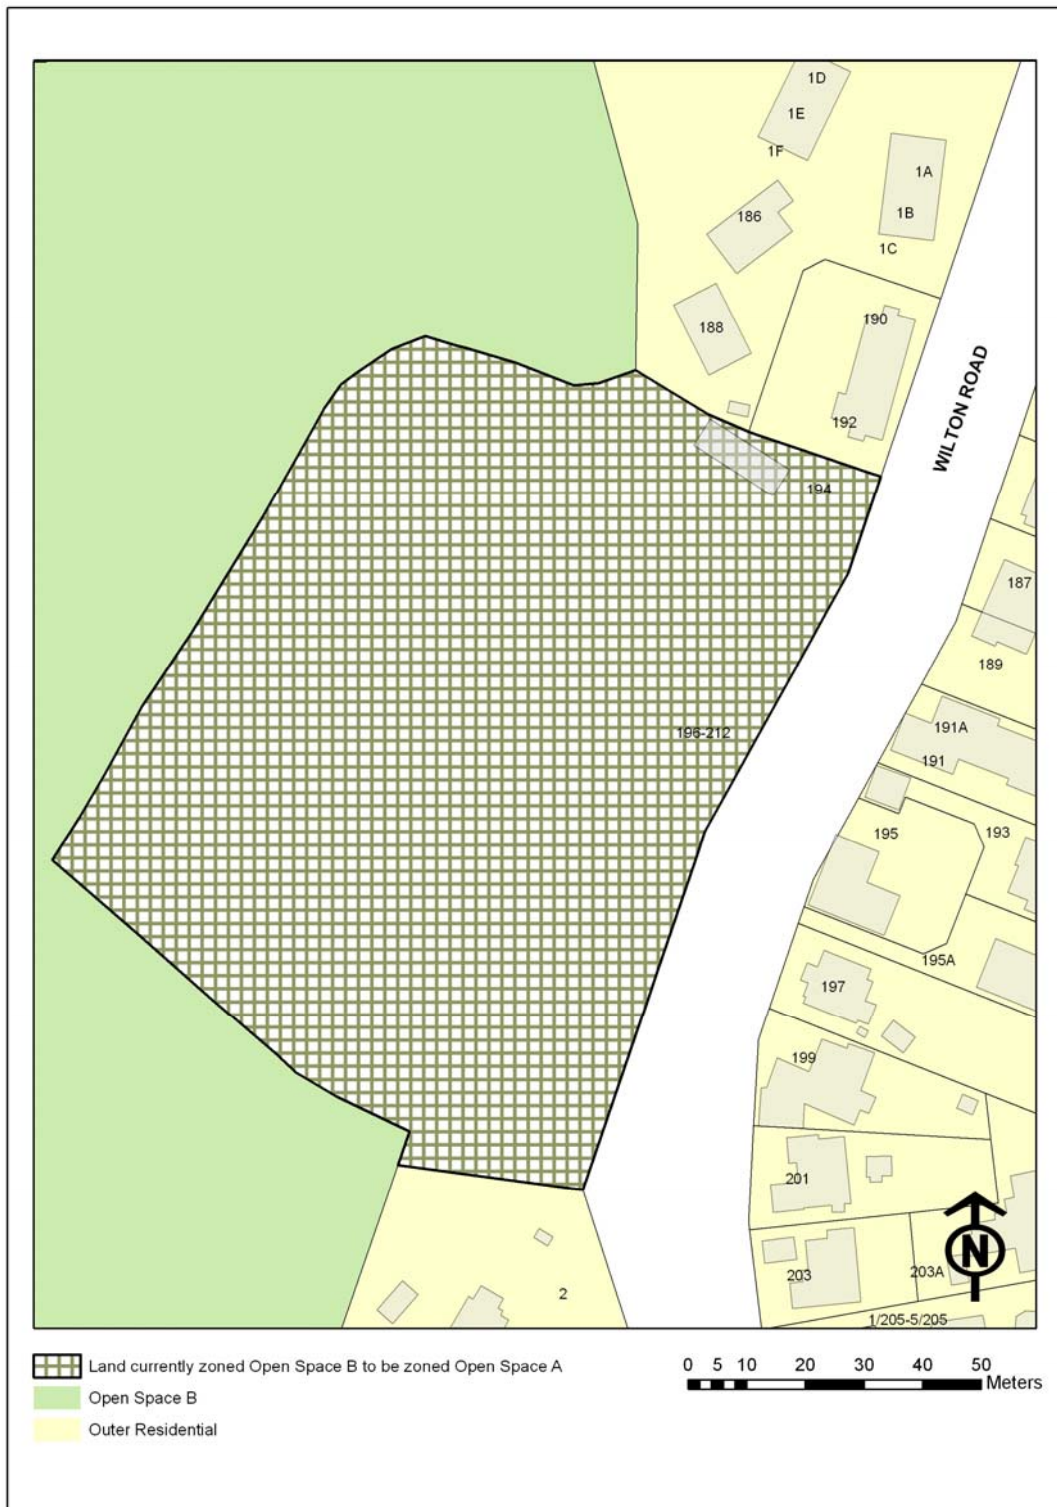 1D
1E
1F
1A
1B
1C
186
188
190
192
194
WILTON ROAD
187
189
191A
191
196-212
195
193
195A
197
199
201
203
203A
N
2
1/205-5/205
Land currently zoned Open Space B to be zoned Open Space A
Open Space B
Outer Residential
0 5 10 20 30 40 50
Meters